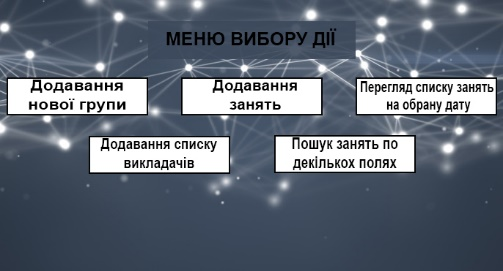 МЕНЮ ВИБОРУ ДІЇ
Додавання
нової групи
Додавання
занять
Перегляд списку занять
на обрану дату
Додавання списку
викладачів
Пошук занять по
декількох полях